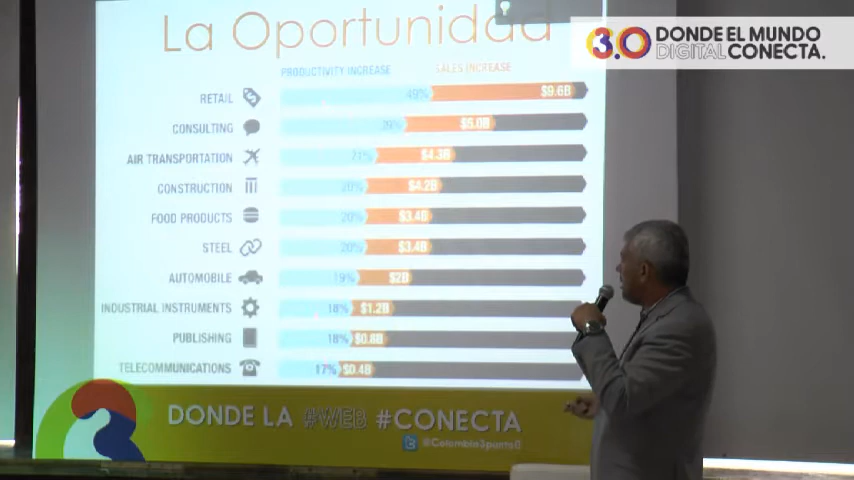 La Oportunidad
3.0 DONDE EL MUNDO
DIGITAL CONECTA.
PRODUCTIVITY INCREASE SALES INCREASE
RETAIL 49% $9.6B
CONSULTING 39% $5.0B
AIR TRANSPORTATION 21% $4.3B
CONSTRUCTION 20% $4.2B
FOOD PRODUCTS 20% $3.4B
STEEL 20% $3.4B
AUTOMOBILE 19% $2B
INDUSTRIAL INSTRUMENTS 18% $1.2B
PUBLISHING 18% $0.8B
TELECOMMUNICATIONS 17% $0.4B
3
DONDE LA #WEB #CONECTA
@Colombia3punto0